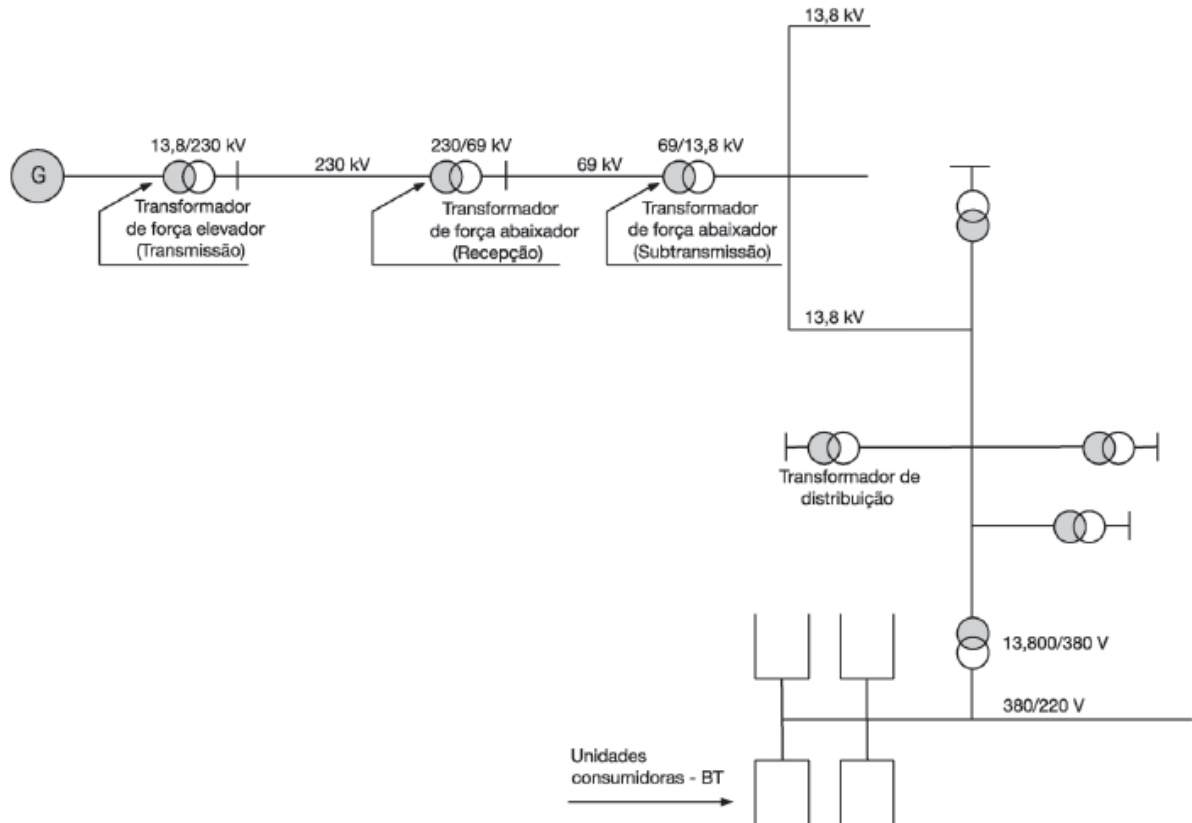 13,8 kV
13,8/230 kV
230/69 kV
69/13,8 kV
G
230 kV
69 kV
Transformador
de força elevador
(Transmissão)
Transformador
de força abaixador
(Recepção)
Transformador
de força abaixador
(Subtransmissão)
13,8 kV
Transformador de
distribuição
13,800/380 V
380/220 V
Unidades
consumidoras - BT